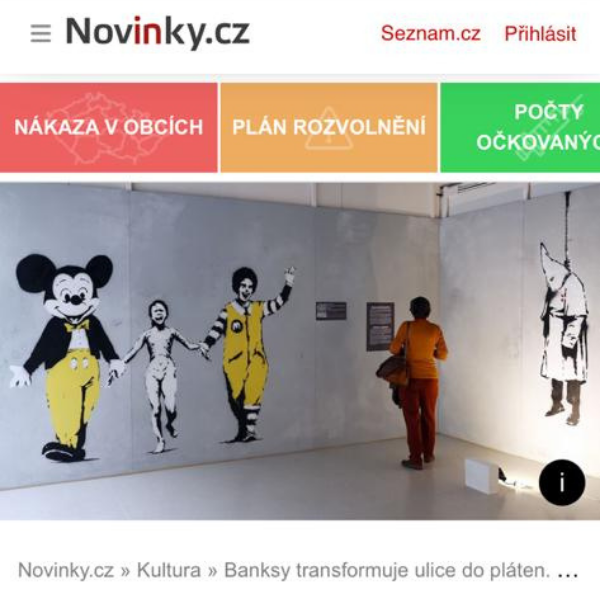 Novinky.cz
Seznam.cz Přihlásit
NÁKAZA V OBCÍCH
PLÁN ROZVOLNĚNÍ
POČTY
OČKOVANÝC
i
Novinky.cz » Kultura » Banksy transformuje ulice do pláten. ...